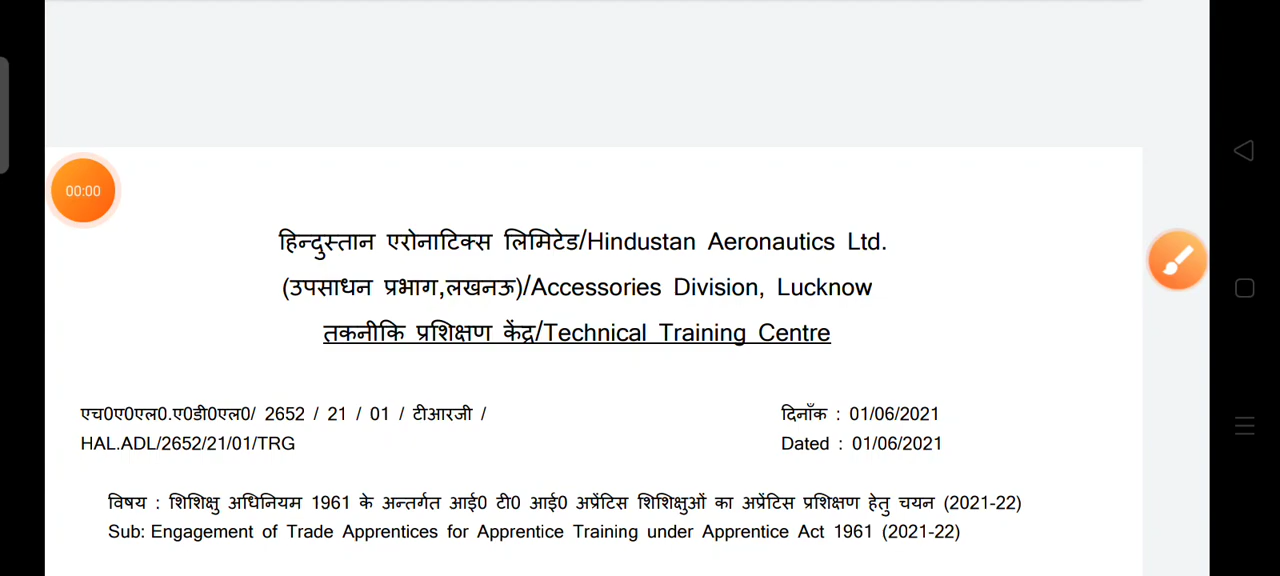 00:00
हिन्दुस्तान एरोनाटिक्स लिमिटेड/Hindustan Aeronautics Ltd.
(उपसाधन प्रभाग,लखनऊ)/Accessories Division, Lucknow
तकनीकि प्रशिक्षण केंद्र/Technical Training Centre
एच0ए0एल0.ए0डी0एल0/ 2652 / 21 / 01 / टीआरजी / दिनाँक : 01/06/2021
HAL.ADL/2652/21/01/TRG Dated : 01/06/2021
विषय : शिशिक्षु अधिनियम 1961 के अन्तर्गत आई0 टी0 आई0 अप्रेंटिस शिशिक्षुओं का अप्रेंटिस प्रशिक्षण हेतु चयन (2021-22)
Sub: Engagement of Trade Apprentices for Apprentice Training under Apprentice Act 1961 (2021-22)